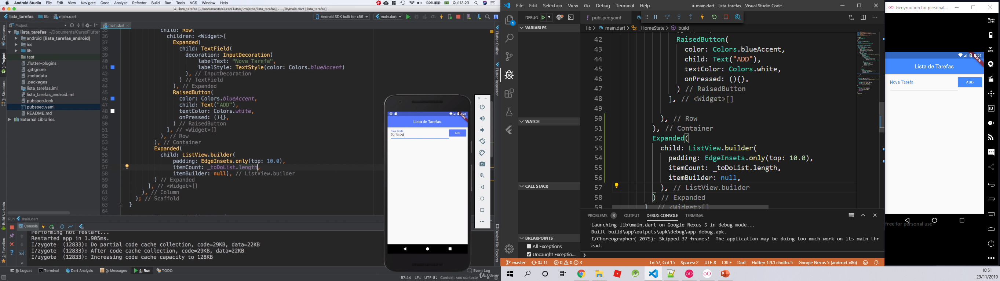 Android Studio File Edit View Navigate Code Analyze Refactor Build Run Tools VCS Window Help 100% Qui 13:23
lista_tarefas [~/Documents/CursoFlutter/Projetos/lista_tarefas] - .../lib/main.dart [lista_tarefas]
lista_tarefas lib main.dart Android SDK built for x86 main.dart
Project main.dart
lista_tarefas ~/Documents/CursoFlutter
android [lista_tarefas_android]
ios
lib
test
.flutter-plugins
.gitignore
.metadata
.packages
lista_tarefas.iml
lista_tarefas_android.iml
pubspec.lock
pubspec.yaml
README.md
External Libraries
Captures
1: Project
Z: Structure
Build Variants
2: Favorites
35 child: Row(
36 children: <Widget>[
37 Expanded(
38 child: TextField(
39 decoration: InputDecoration(
40 labelText: "Nova Tarefa",
41 labelStyle: TextStyle(color: Colors.blueAccent)
42 ), // InputDecoration
43 ) // TextField
44 ), // Expanded
45 RaisedButton(
46 color: Colors.blueAccent,
47 child: Text("ADD"),
48 textColor: Colors.white,
49 onPressed: (){},
50 ) // RaisedButton
51 ], // <Widget>[]
52 ), // Row
53 ), // Container
54 Expanded(
55 child: ListView.builder(
56 padding: EdgeInsets.only(top: 10.0),
57 itemCount: _toDoList.length,
58 itemBuilder: null), // ListView.builder
59 ) // Expanded
60 ], // <Widget>[]
61 ), // Column
62 ); // Scaffold
63 }
64
Flutter Outline
Flutter Inspector
Device File Explorer
Lista de Tarefas
Nova Tarefa
Dghbccgj
ADD
Run main.dart
Console
Performing hot restart...
Restarted app in 1.905ms.
I/zygote (12833): Do partial code cache collection, code=29KB, data=22KB
I/zygote (12833): After code cache collection, code=29KB, data=22KB
I/zygote (12833): Increasing code cache capacity to 128KB
6: Logcat Terminal Dart Analysis 0: Messages 4: Run TODO Event Log
57:44 LF÷ UTF-8÷ Context: <no context>
Udemy
File Edit Selection View Go Debug Terminal Help ● main.dart - lista_tarefas - Visual Studio Code
DEBUG pubspec.yaml
lib > main.dart > _HomeState > build
VARIABLES
WATCH
CALL STACK
BREAKPOINTS
All Exceptions
Uncaught Exceptio...
42 RaisedButton(
43 color: Colors.blueAccent,
44 child: Text("ADD"),
45 textColor: Colors.white,
46 onPressed: (){},
47 ) // RaisedButton
48 ], // <Widget>[]
49
50 ), // Row
51 ), // Container
52 Expanded(
53 child: ListView.builder(
54 padding: EdgeInsets.only(top: 10.0),
55 itemCount: _toDoList.length,
56 itemBuilder: null,
57 ), // ListView.builder
58 ) // Expanded
59 ], // <Widget>[]
PROBLEMS 3 OUTPUT DEBUG CONSOLE TERMINAL
Launching lib\main.dart on Google Nexus 5 in debug mode...
Built build\app\outputs\apk\debug\app-debug.apk.
I/Choreographer( 2075): Skipped 37 frames! The application may be doing too much work on its main thr
ead.
master 0↓ 1↑ 0 0 3 Ln 57, Col 15 Spaces: 2 UTF-8 CRLF Dart Flutter: 1.9.1+hotfix.5 Google Nexus 5 (android-x86)
Genymotion for personal...
8:51
DEBUG
Lista de Tarefas
Nova Tarefa ADD
free for personal use
OPEN GAPPS
GPS
ID
10:51
29/11/2019